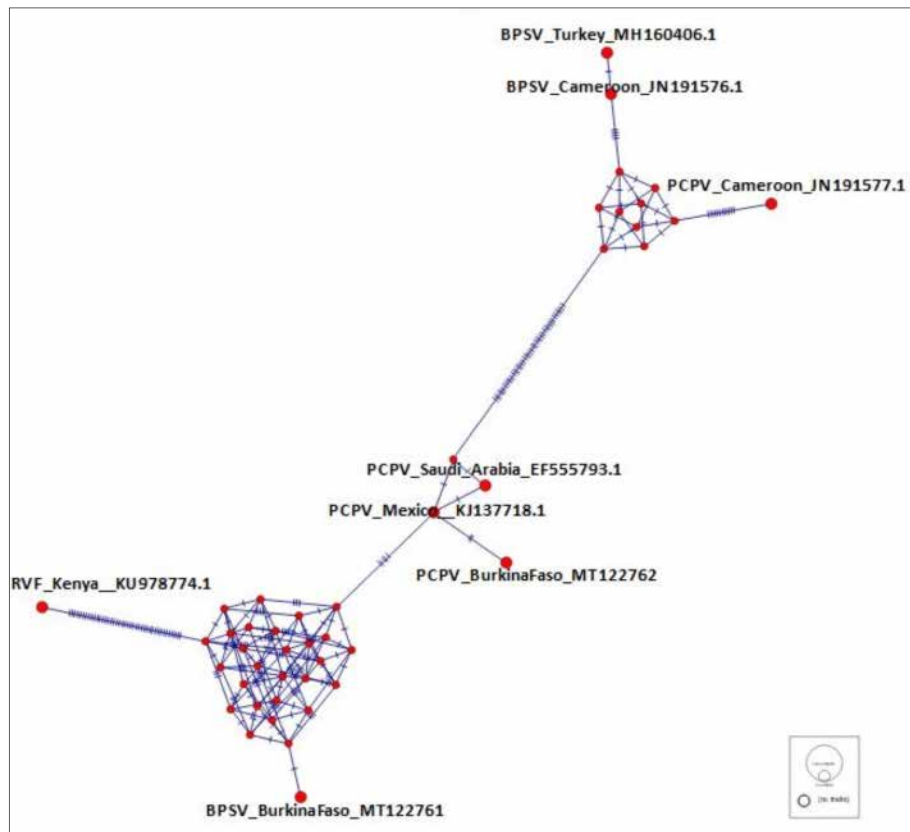 BPSV_Turkey_MH160406.1
BPSV_Cameroon_JN191576.1
PCPV_Cameroon_JN191577.1
PCPV_Saudi_Arabia_EF555793.1
PCPV_Mexico__KJ137718.1
PCPV_BurkinaFaso_MT122762
RVF_Kenya__KU978774.1
BPSV_BurkinaFaso_MT122761